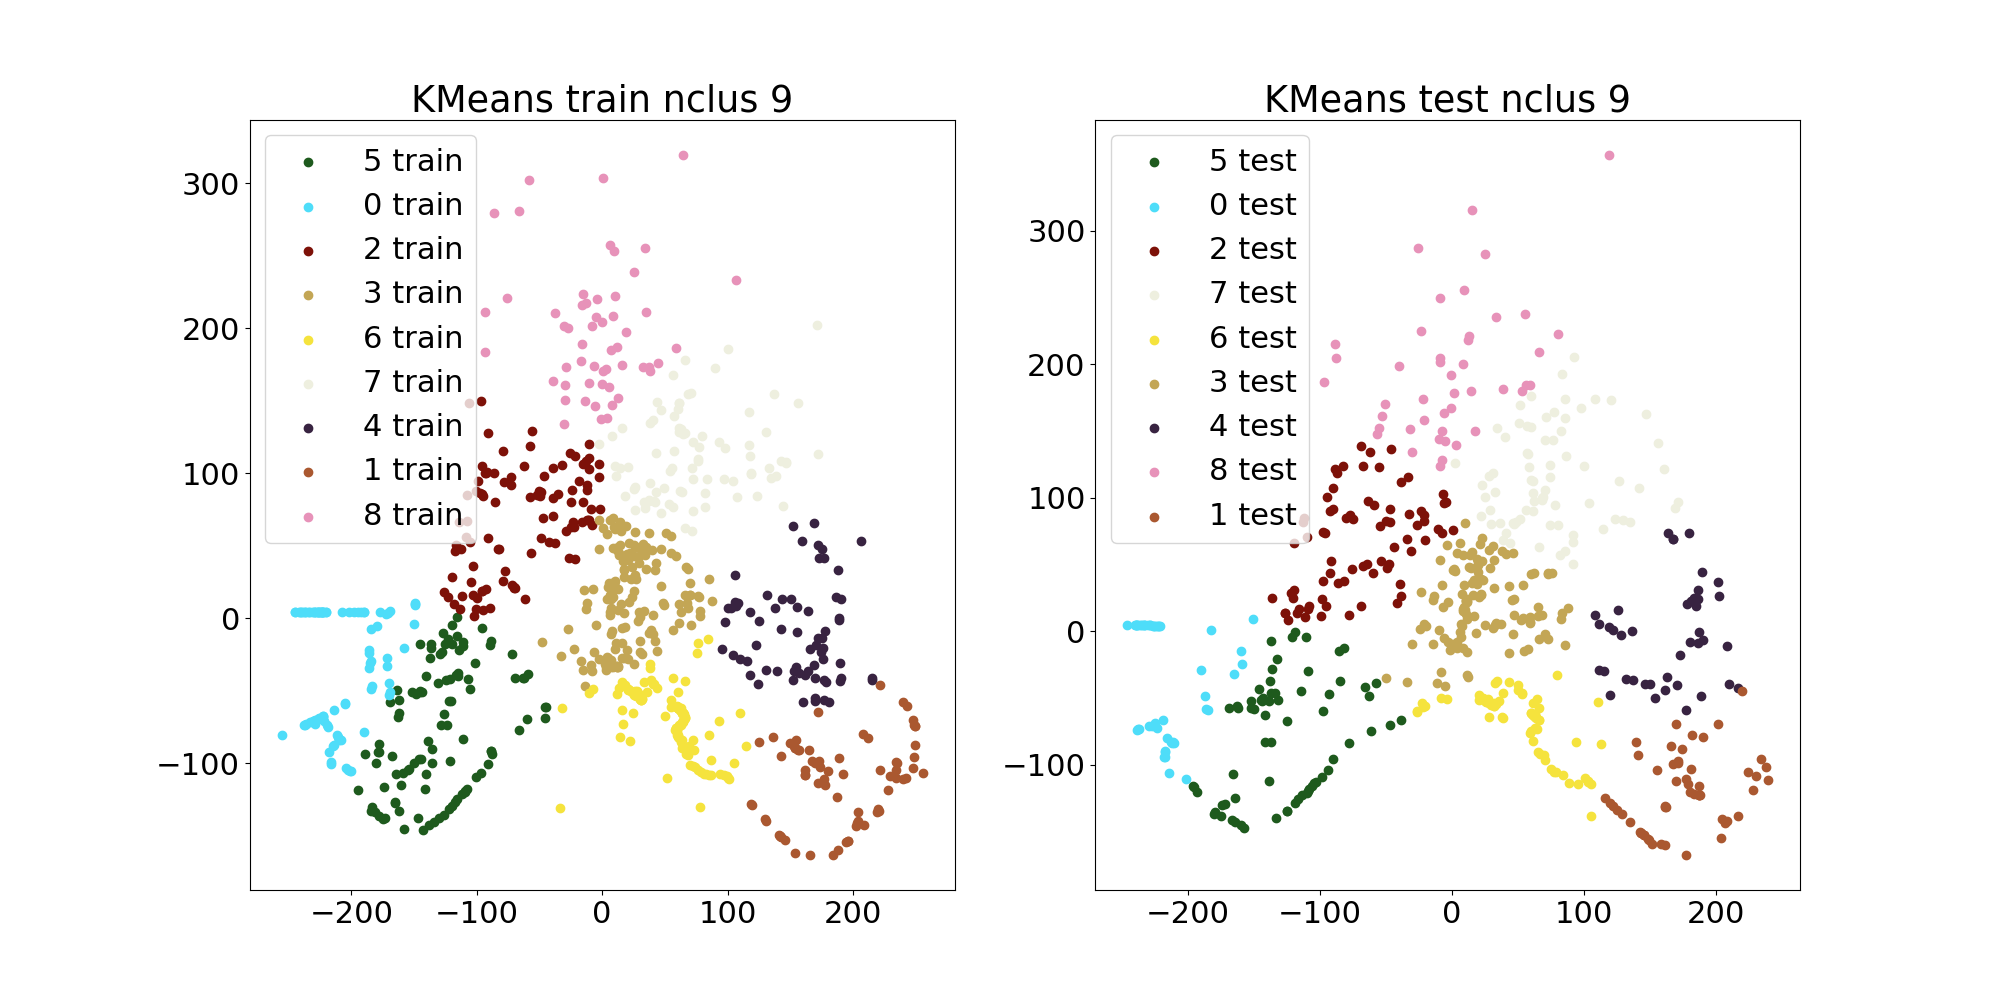 KMeans train nclus 9
5 train
0 train
2 train
3 train
6 train
7 train
4 train
1 train
8 train
300
200
100
0
−100
−200
−100
0
100
200
KMeans test nclus 9
5 test
0 test
2 test
7 test
6 test
3 test
4 test
8 test
1 test
300
200
100
0
−100
−200
−100
0
100
200